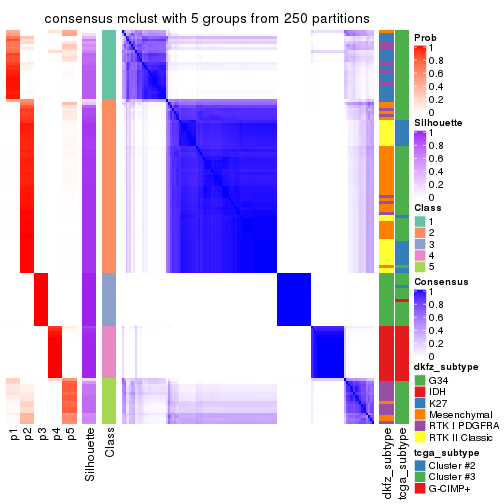 consensus mclust with 5 groups from 250 partitions
Prob
1
0.8
0.6
0.4
0.2
0
Silhouette
1
0.8
0.6
0.4
0.2
0
Class
1
2
3
4
5
Consensus
1
0.8
0.6
0.4
0.2
0
dkfz_subtype
G34
IDH
K27
Mesenchymal
RTK I PDGFRA
RTK II Classic
tcga_subtype
Cluster #2
Cluster #3
G-CIMP+
p1
p2
p3
p4
p5
Silhouette
Class
dkfz_subtype
tcga_subtype